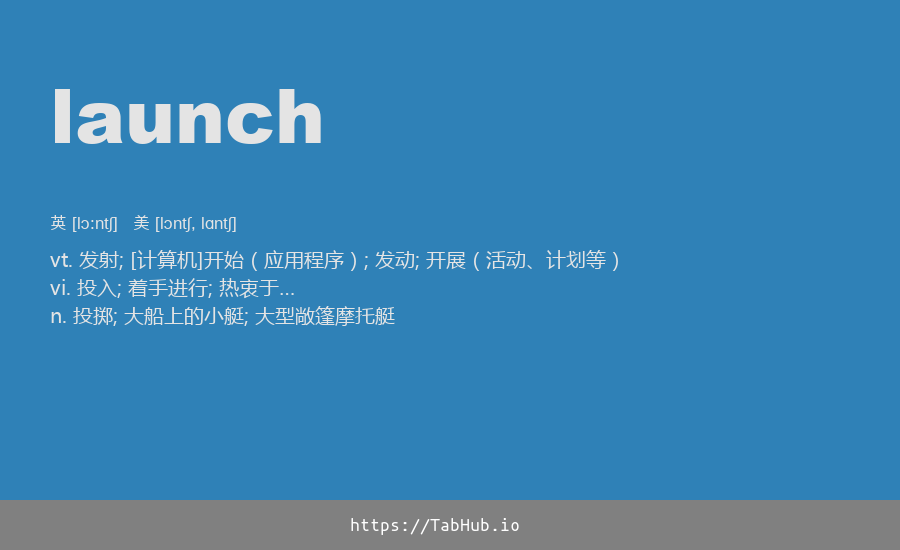 launch
英 [lɔːntʃ] 美 [lɔntʃ, lɑntʃ]
vt. 发射; [计算机]开始（应用程序）; 发动; 开展（活动、计划等）
vi. 投入; 着手进行; 热衷于...
n. 投掷; 大船上的小艇; 大型敞篷摩托艇
https://TabHub.io